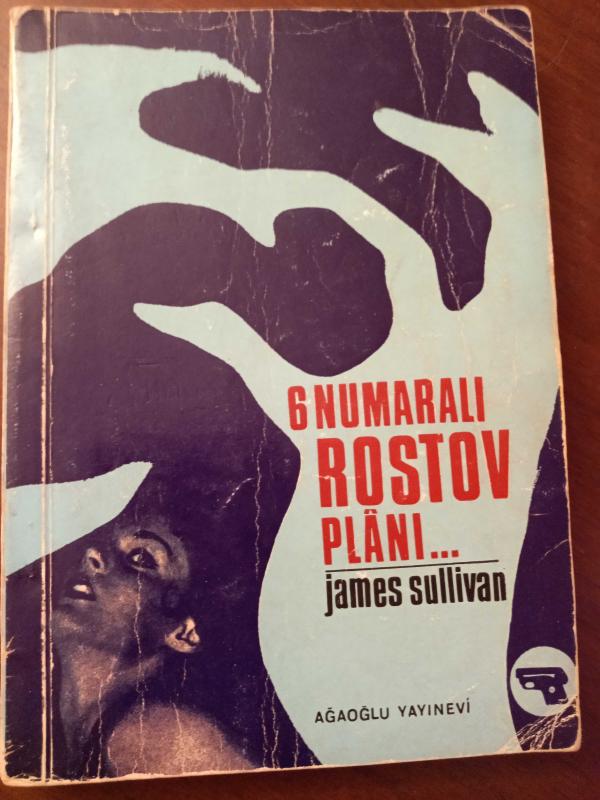 6 NUMARALI
ROSTOV
PLÂNI...
james sullivan
AĞAOĞLU YAYINEVİ